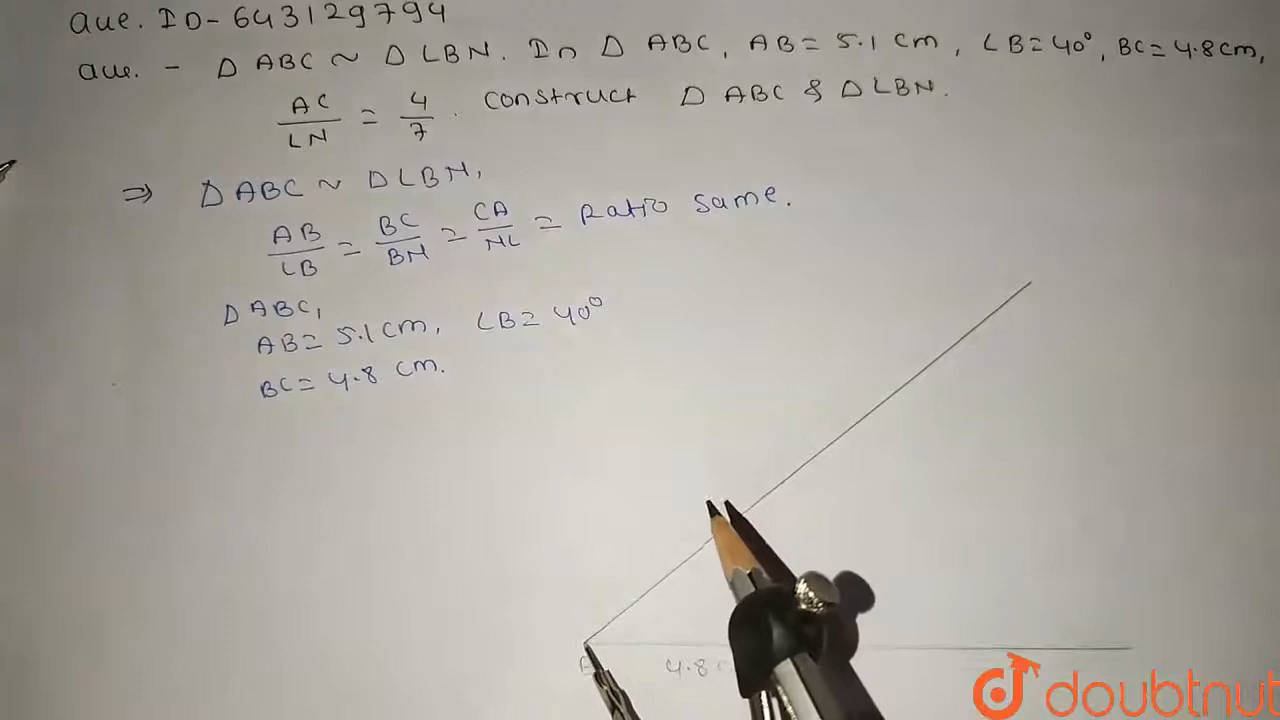 Que. ID- 643129794
Que. - Δ ABC ~ Δ LBN. In Δ ABC, AB = 5.1 cm, ∠B = 40°, BC = 4.8 cm,
AC/LN = 4/7. Construct Δ ABC & Δ LBN.
⇒ Δ ABC ~ Δ LBN,
AB/LB = BC/BN = CA/NL = Ratio same.
Δ ABC,
AB = 5.1 cm, ∠B = 40°
BC = 4.8 cm.
4.8
doubtnut